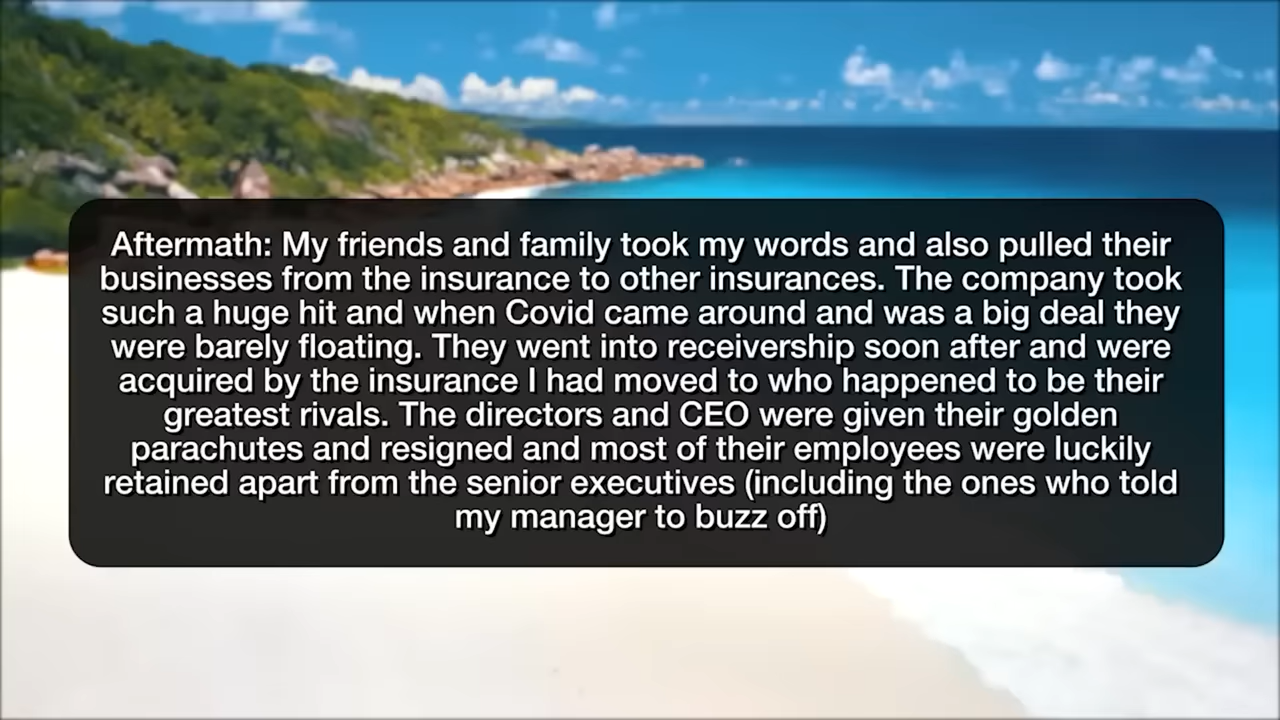 Aftermath: My friends and family took my words and also pulled their
businesses from the insurance to other insurances. The company took
such a huge hit and when Covid came around and was a big deal they
were barely floating. They went into receivership soon after and were
acquired by the insurance I had moved to who happened to be their
greatest rivals. The directors and CEO were given their golden
parachutes and resigned and most of their employees were luckily
retained apart from the senior executives (including the ones who told
my manager to buzz off)